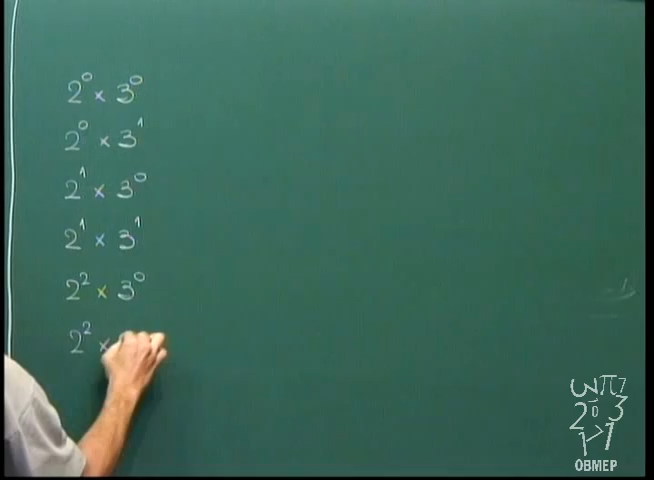 2⁰ × 3⁰
2⁰ × 3¹
2¹ × 3⁰
2¹ × 3¹
2² × 3⁰
2² ×
OBMEP